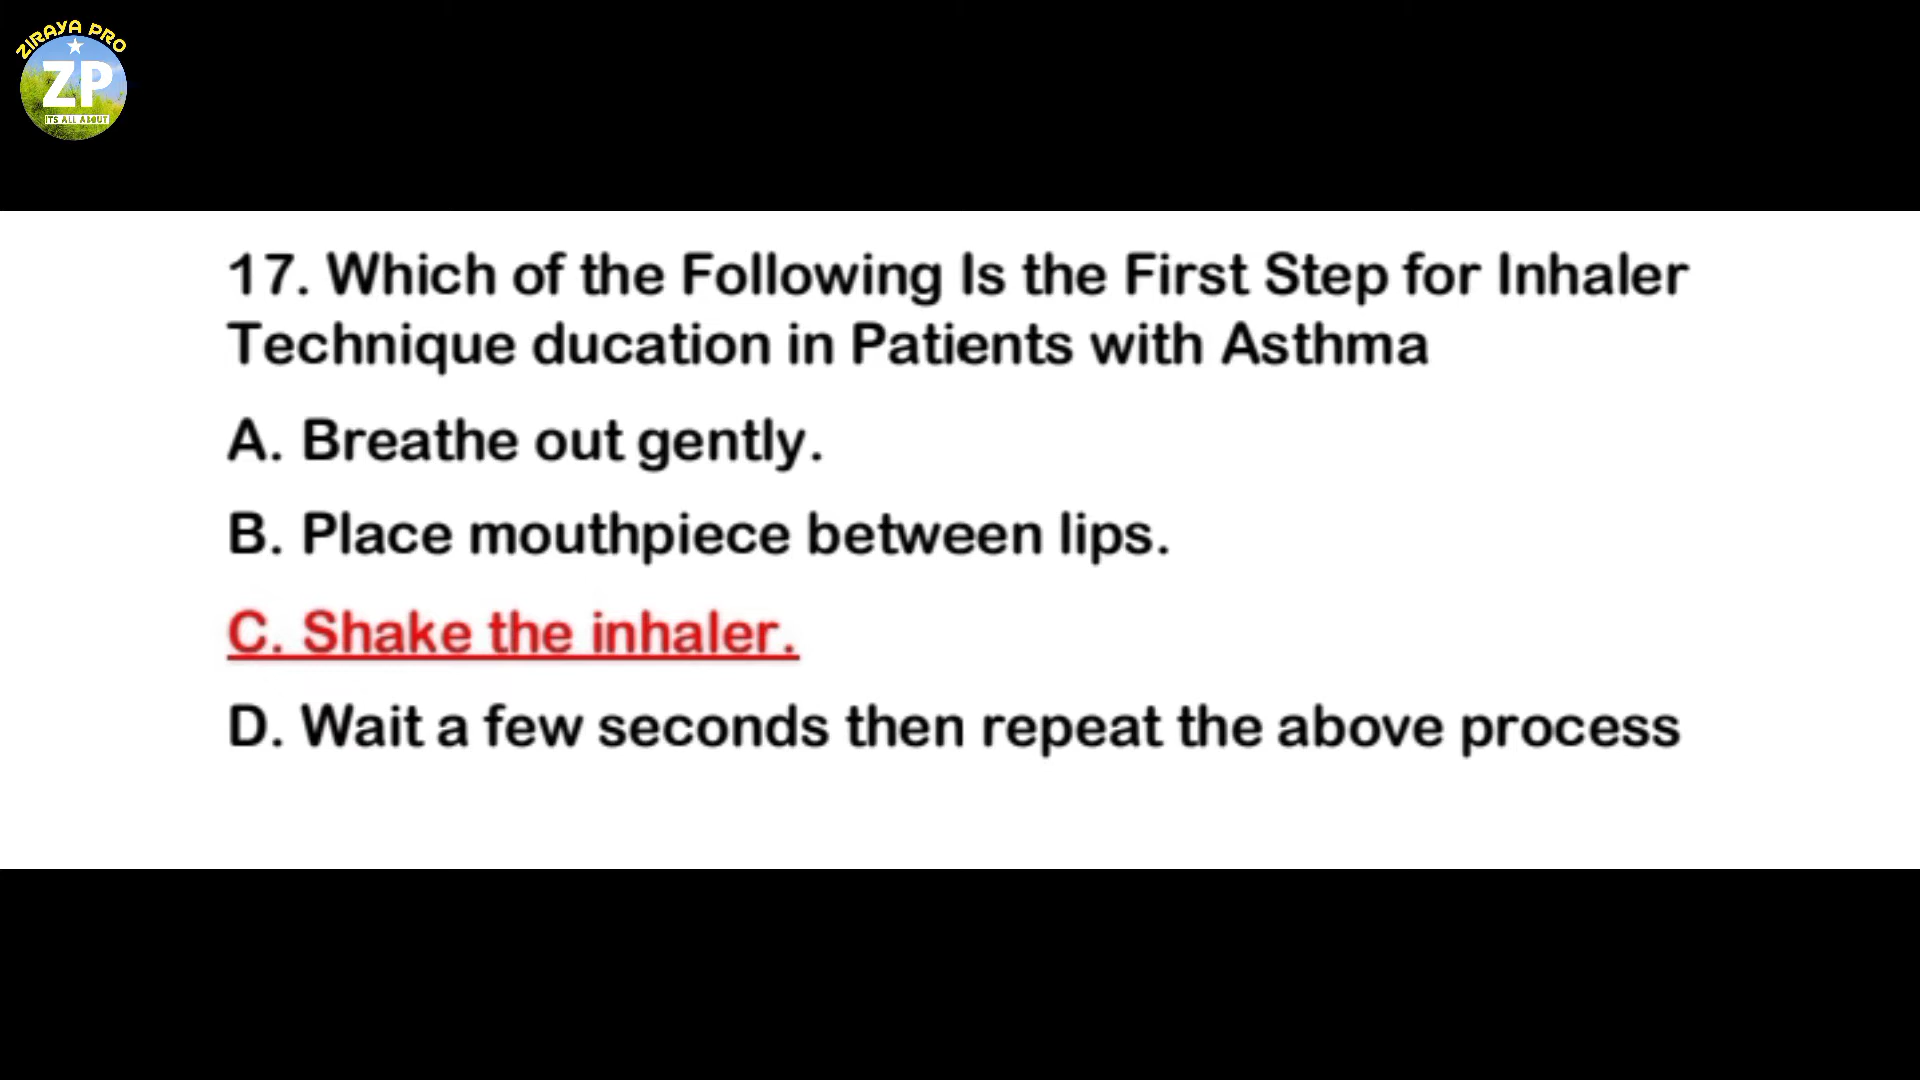 ZIRAYA PRO
ZP
ITS ALL ABOUT
17. Which of the Following Is the First Step for Inhaler
Technique ducation in Patients with Asthma
A. Breathe out gently.
B. Place mouthpiece between lips.
C. Shake the inhaler.
D. Wait a few seconds then repeat the above process